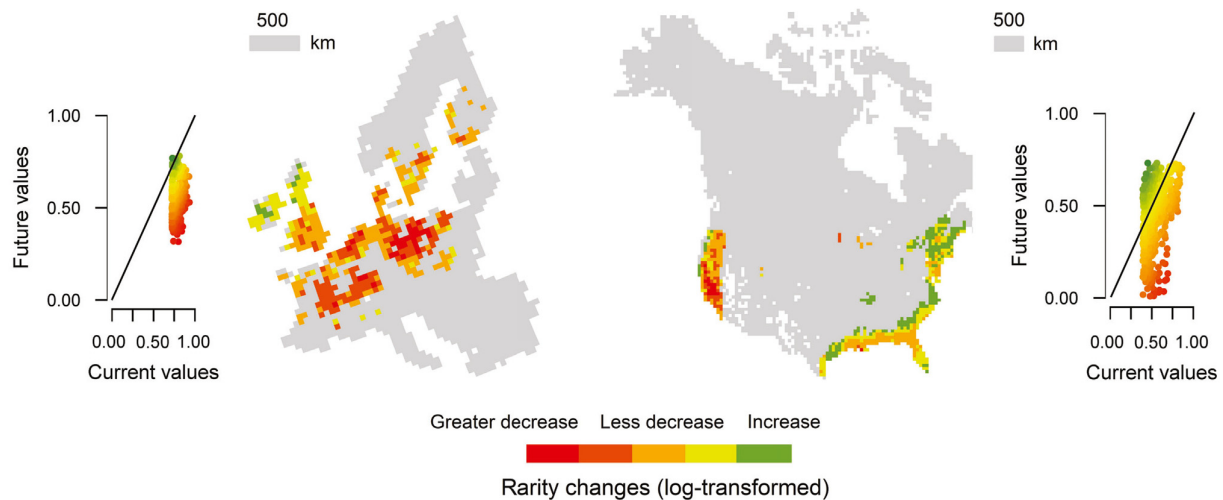 500
km
500
km
Future values
1.00
0.50
0.00
0.00 0.50 1.00
Current values
Future values
1.00
0.50
0.00
0.00 0.50 1.00
Current values
Greater decrease Less decrease Increase
Rarity changes (log-transformed)